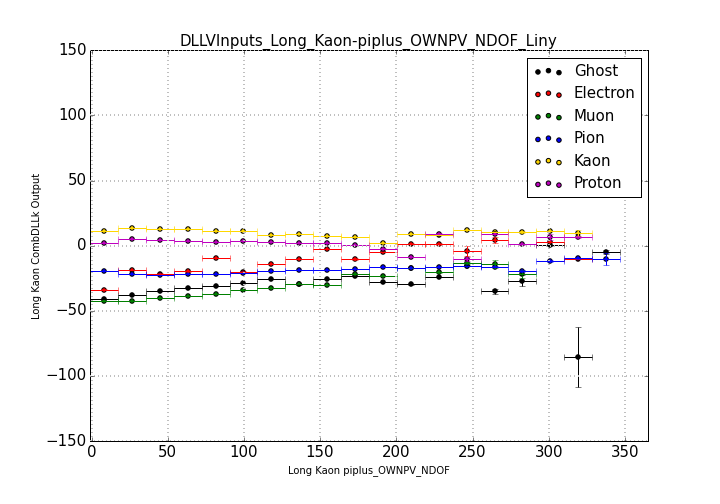 DLLVInputs_Long_Kaon-piplus_OWNPV_NDOF_Liny
150
100
50
0
−50
−100
−150
Long Kaon CombDLLk Output
Ghost
Electron
Muon
Pion
Kaon
Proton
0 50 100 150 200 250 300 350
Long Kaon piplus_OWNPV_NDOF